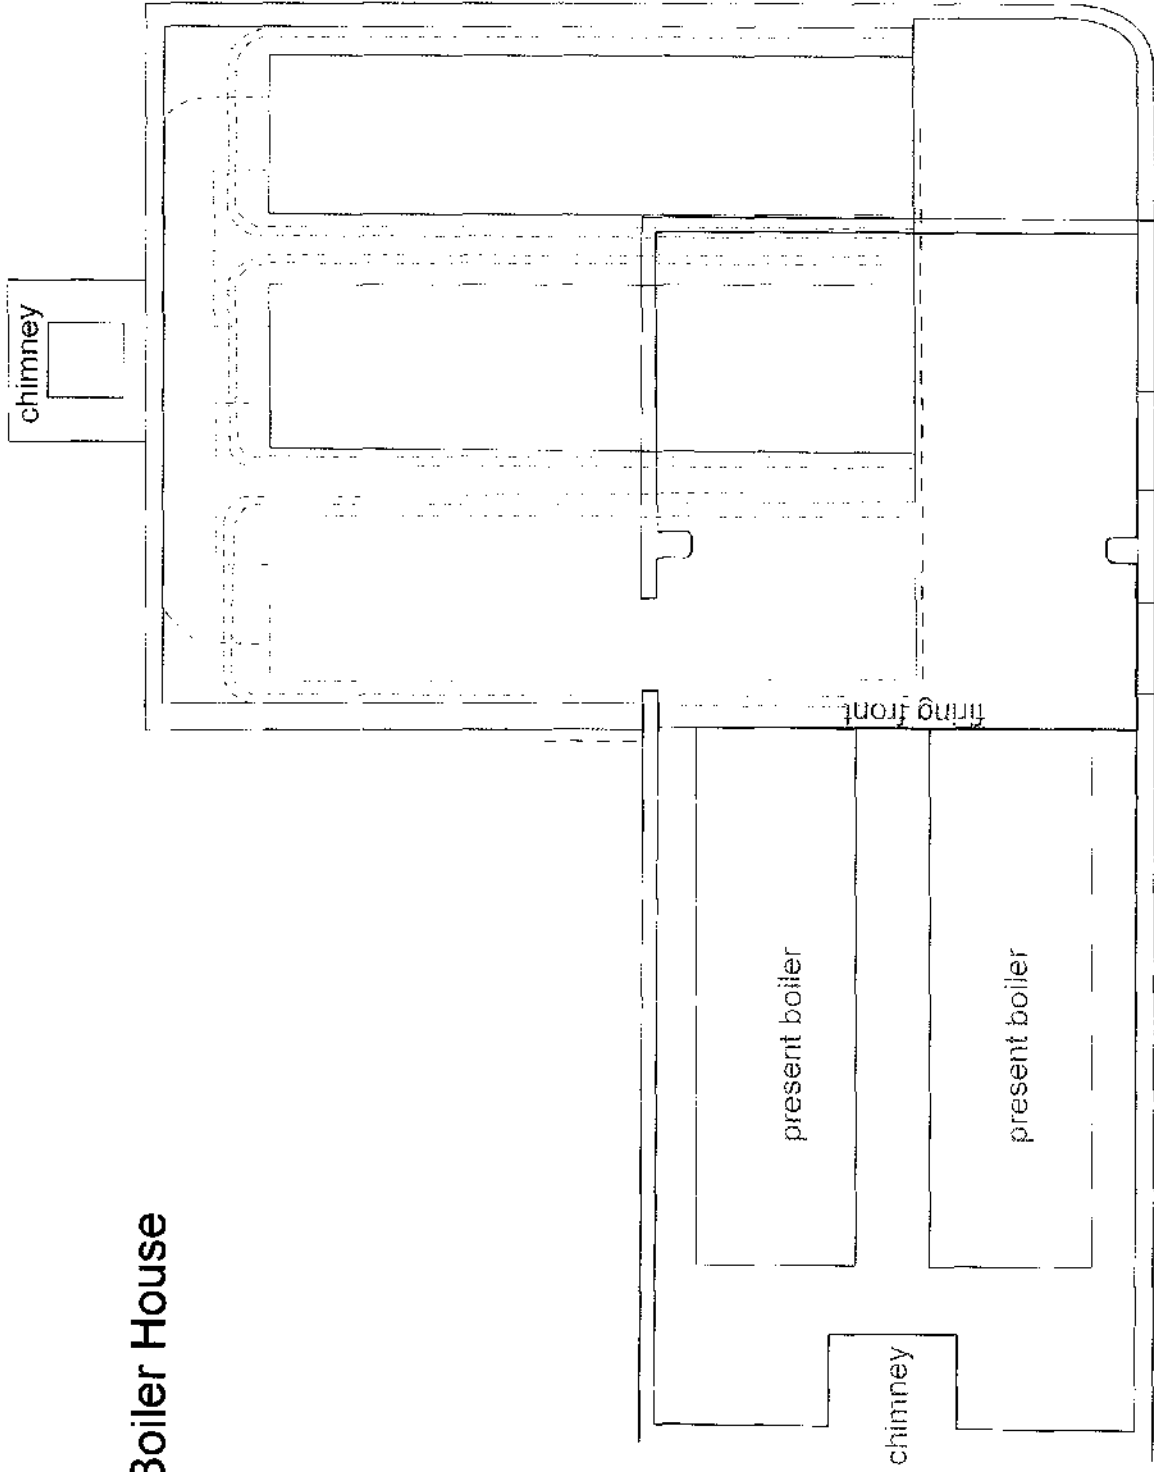 Boiler House
chimney
firing front
present boiler
present boiler
chimney